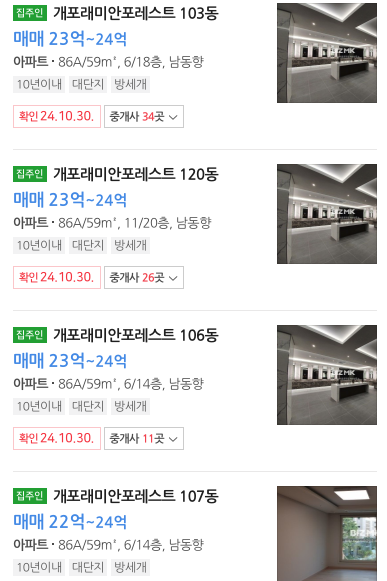 집주인 개포래미안포레스트 103동
매매 23억~24억
아파트 · 86A/59m², 6/18층, 남동향
10년이내 대단지 방세개
확인 24.10.30. 중개사 34곳
집주인 개포래미안포레스트 120동
매매 23억~24억
아파트 · 86A/59m², 11/20층, 남동향
10년이내 대단지 방세개
확인 24.10.30. 중개사 26곳
집주인 개포래미안포레스트 106동
매매 23억~24억
아파트 · 86A/59m², 6/14층, 남동향
10년이내 대단지 방세개
확인 24.10.30. 중개사 11곳
집주인 개포래미안포레스트 107동
매매 22억~24억
아파트 · 86A/59m², 6/14층, 남동향
10년이내 대단지 방세개